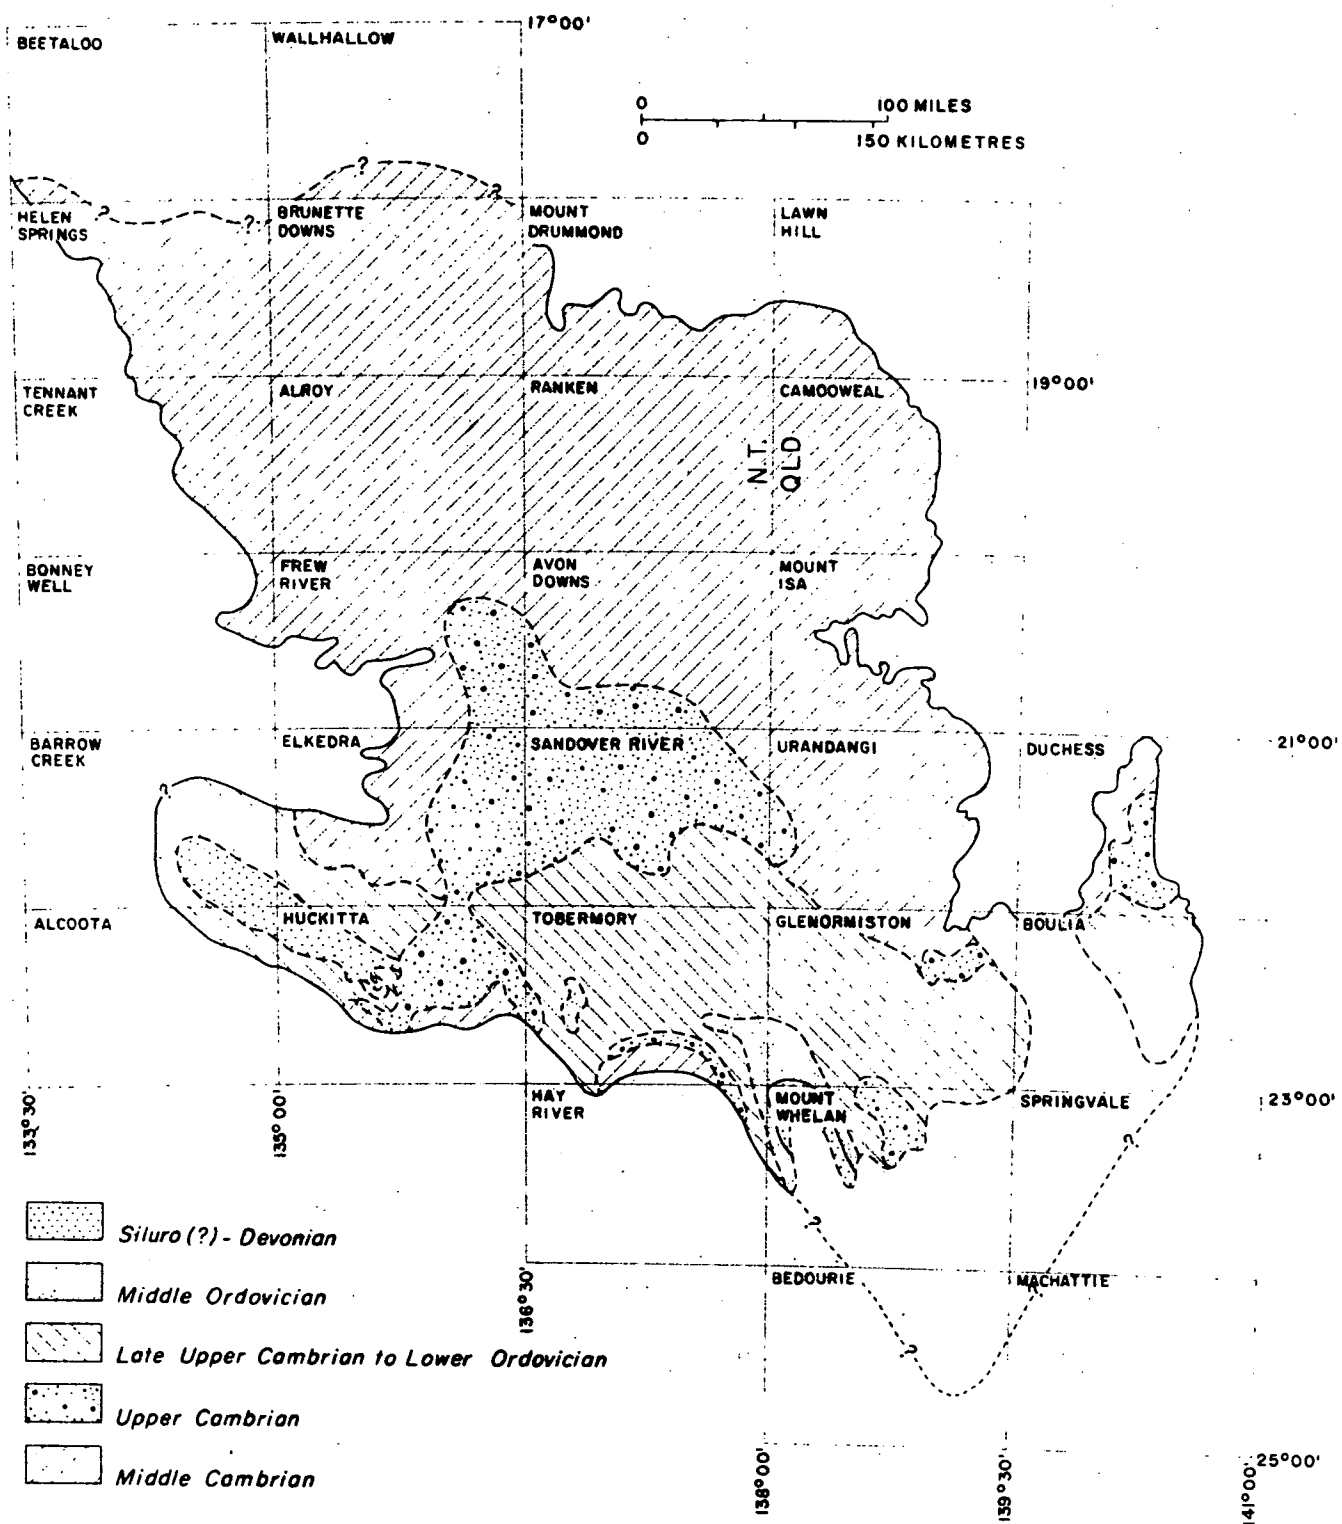 17°00'
BEETALOO
WALLHALLOW
0
100 MILES
0
150 KILOMETRES
?
?
?
?
HELEN
SPRINGS
BRUNETTE
DOWNS
MOUNT
DRUMMOND
LAWN
HILL
TENNANT
CREEK
ALROY
RANKEN
CAMOOWEAL
19°00'
N.T.
QLD
BONNEY
WELL
FREW
RIVER
AVON
DOWNS
MOUNT
ISA
BARROW
CREEK
ELKEDRA
SANDOVER RIVER
URANDANGI
DUCHESS
21°00'
?
ALCOOTA
HUCKITTA
TOBERMORY
GLENORMISTON
BOULIA
HAY
RIVER
MOUNT
WHELAN
SPRINGVALE
23°00'
133°30'
135°00'
?
?
Siluro(?)-Devonian
Middle Ordovician
BEDOURIE
MACHATTIE
136°30'
Late Upper Cambrian to Lower Ordovician
?
Upper Cambrian
Middle Cambrian
138°00'
139°30'
141°00'
25°00'